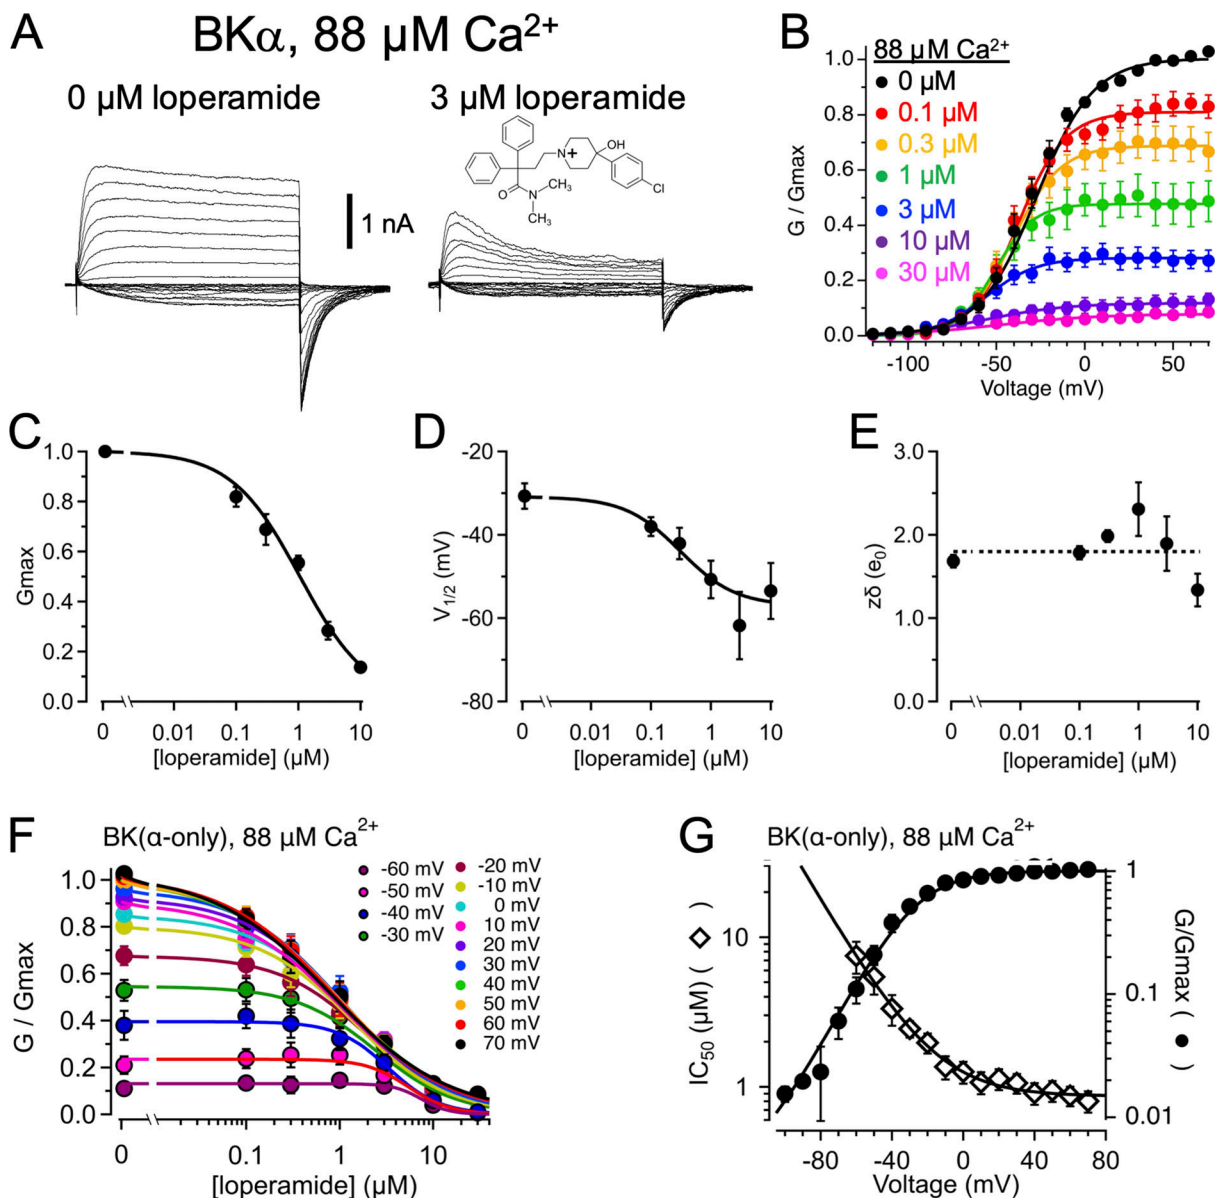 A
BKα, 88 µM Ca²⁺
0 µM loperamide
3 µM loperamide
N
+
OH
Cl
O
N
CH₃
CH₃
1 nA
B
88 µM Ca²⁺
0 µM
0.1 µM
0.3 µM
1 µM
3 µM
10 µM
30 µM
G / Gmax
1.0
0.8
0.6
0.4
0.2
0.0
-100
-50
0
50
Voltage (mV)
C
Gmax
1.0
0.8
0.6
0.4
0.2
0.0
0
0.01
0.1
1
10
[loperamide] (µM)
D
V₁/₂ (mV)
-20
-40
-60
-80
0
0.01
0.1
1
10
[loperamide] (µM)
E
zδ (e₀)
3.0
2.0
1.0
0.0
0
0.01
0.1
1
10
[loperamide] (µM)
F
BK(α-only), 88 µM Ca²⁺
-60 mV
-50 mV
-40 mV
-30 mV
-20 mV
-10 mV
0 mV
10 mV
20 mV
30 mV
40 mV
50 mV
60 mV
70 mV
G / Gmax
1.0
0.8
0.6
0.4
0.2
0.0
0
0.1
1
10
[loperamide] (µM)
G
BK(α-only), 88 µM Ca²⁺
IC₅₀ (µM) ( )
10
1
G/Gmax ( )
1
0.1
0.01
-80
-40
0
40
80
Voltage (mV)